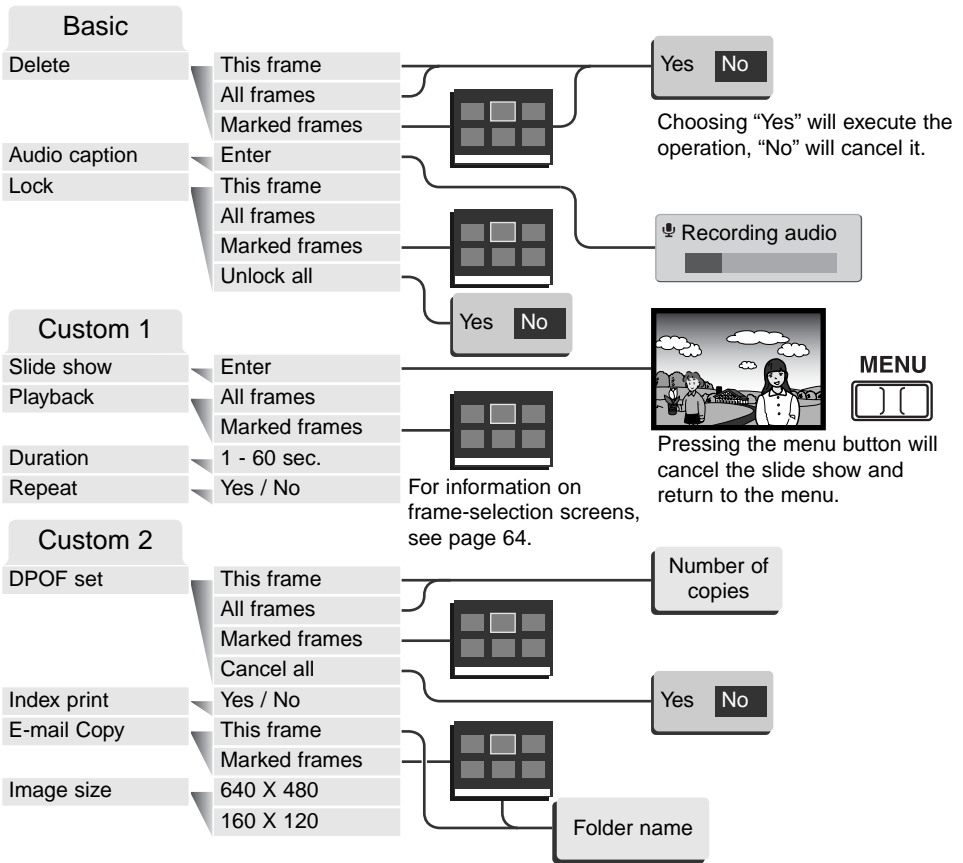 Basic
Delete
This frame
All frames
Marked frames
Yes No
Choosing “Yes” will execute the
operation, “No” will cancel it.
Audio caption
Enter
Recording audio
Lock
This frame
All frames
Marked frames
Unlock all
Yes No
Custom 1
Slide show
Enter
MENU
Pressing the menu button will
cancel the slide show and
return to the menu.
Playback
All frames
Marked frames
Duration
1 - 60 sec.
Repeat
Yes / No
For information on
frame-selection screens,
see page 64.
Custom 2
DPOF set
This frame
All frames
Marked frames
Cancel all
Number of
copies
Yes No
Index print
Yes / No
E-mail Copy
This frame
Marked frames
Image size
640 X 480
160 X 120
Folder name